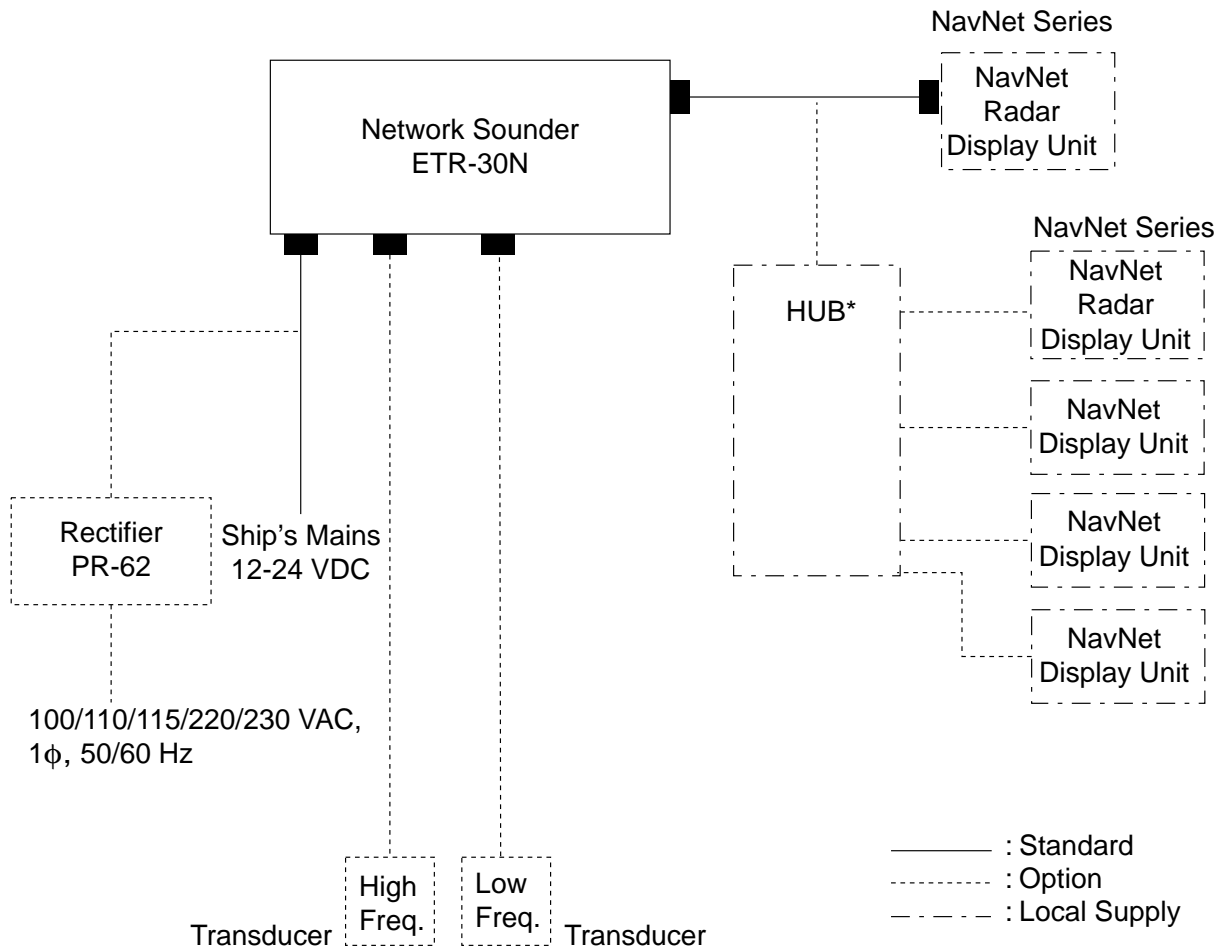 NavNet Series
NavNet
Radar
Display Unit
Network Sounder
ETR-30N
NavNet Series
NavNet
Radar
Display Unit
HUB*
NavNet
Display Unit
NavNet
Display Unit
NavNet
Display Unit
Rectifier
PR-62
Ship's Mains
12-24 VDC
100/110/115/220/230 VAC,
1ϕ, 50/60 Hz
High
Freq.
Transducer
Low
Freq.
Transducer
: Standard
: Option
: Local Supply